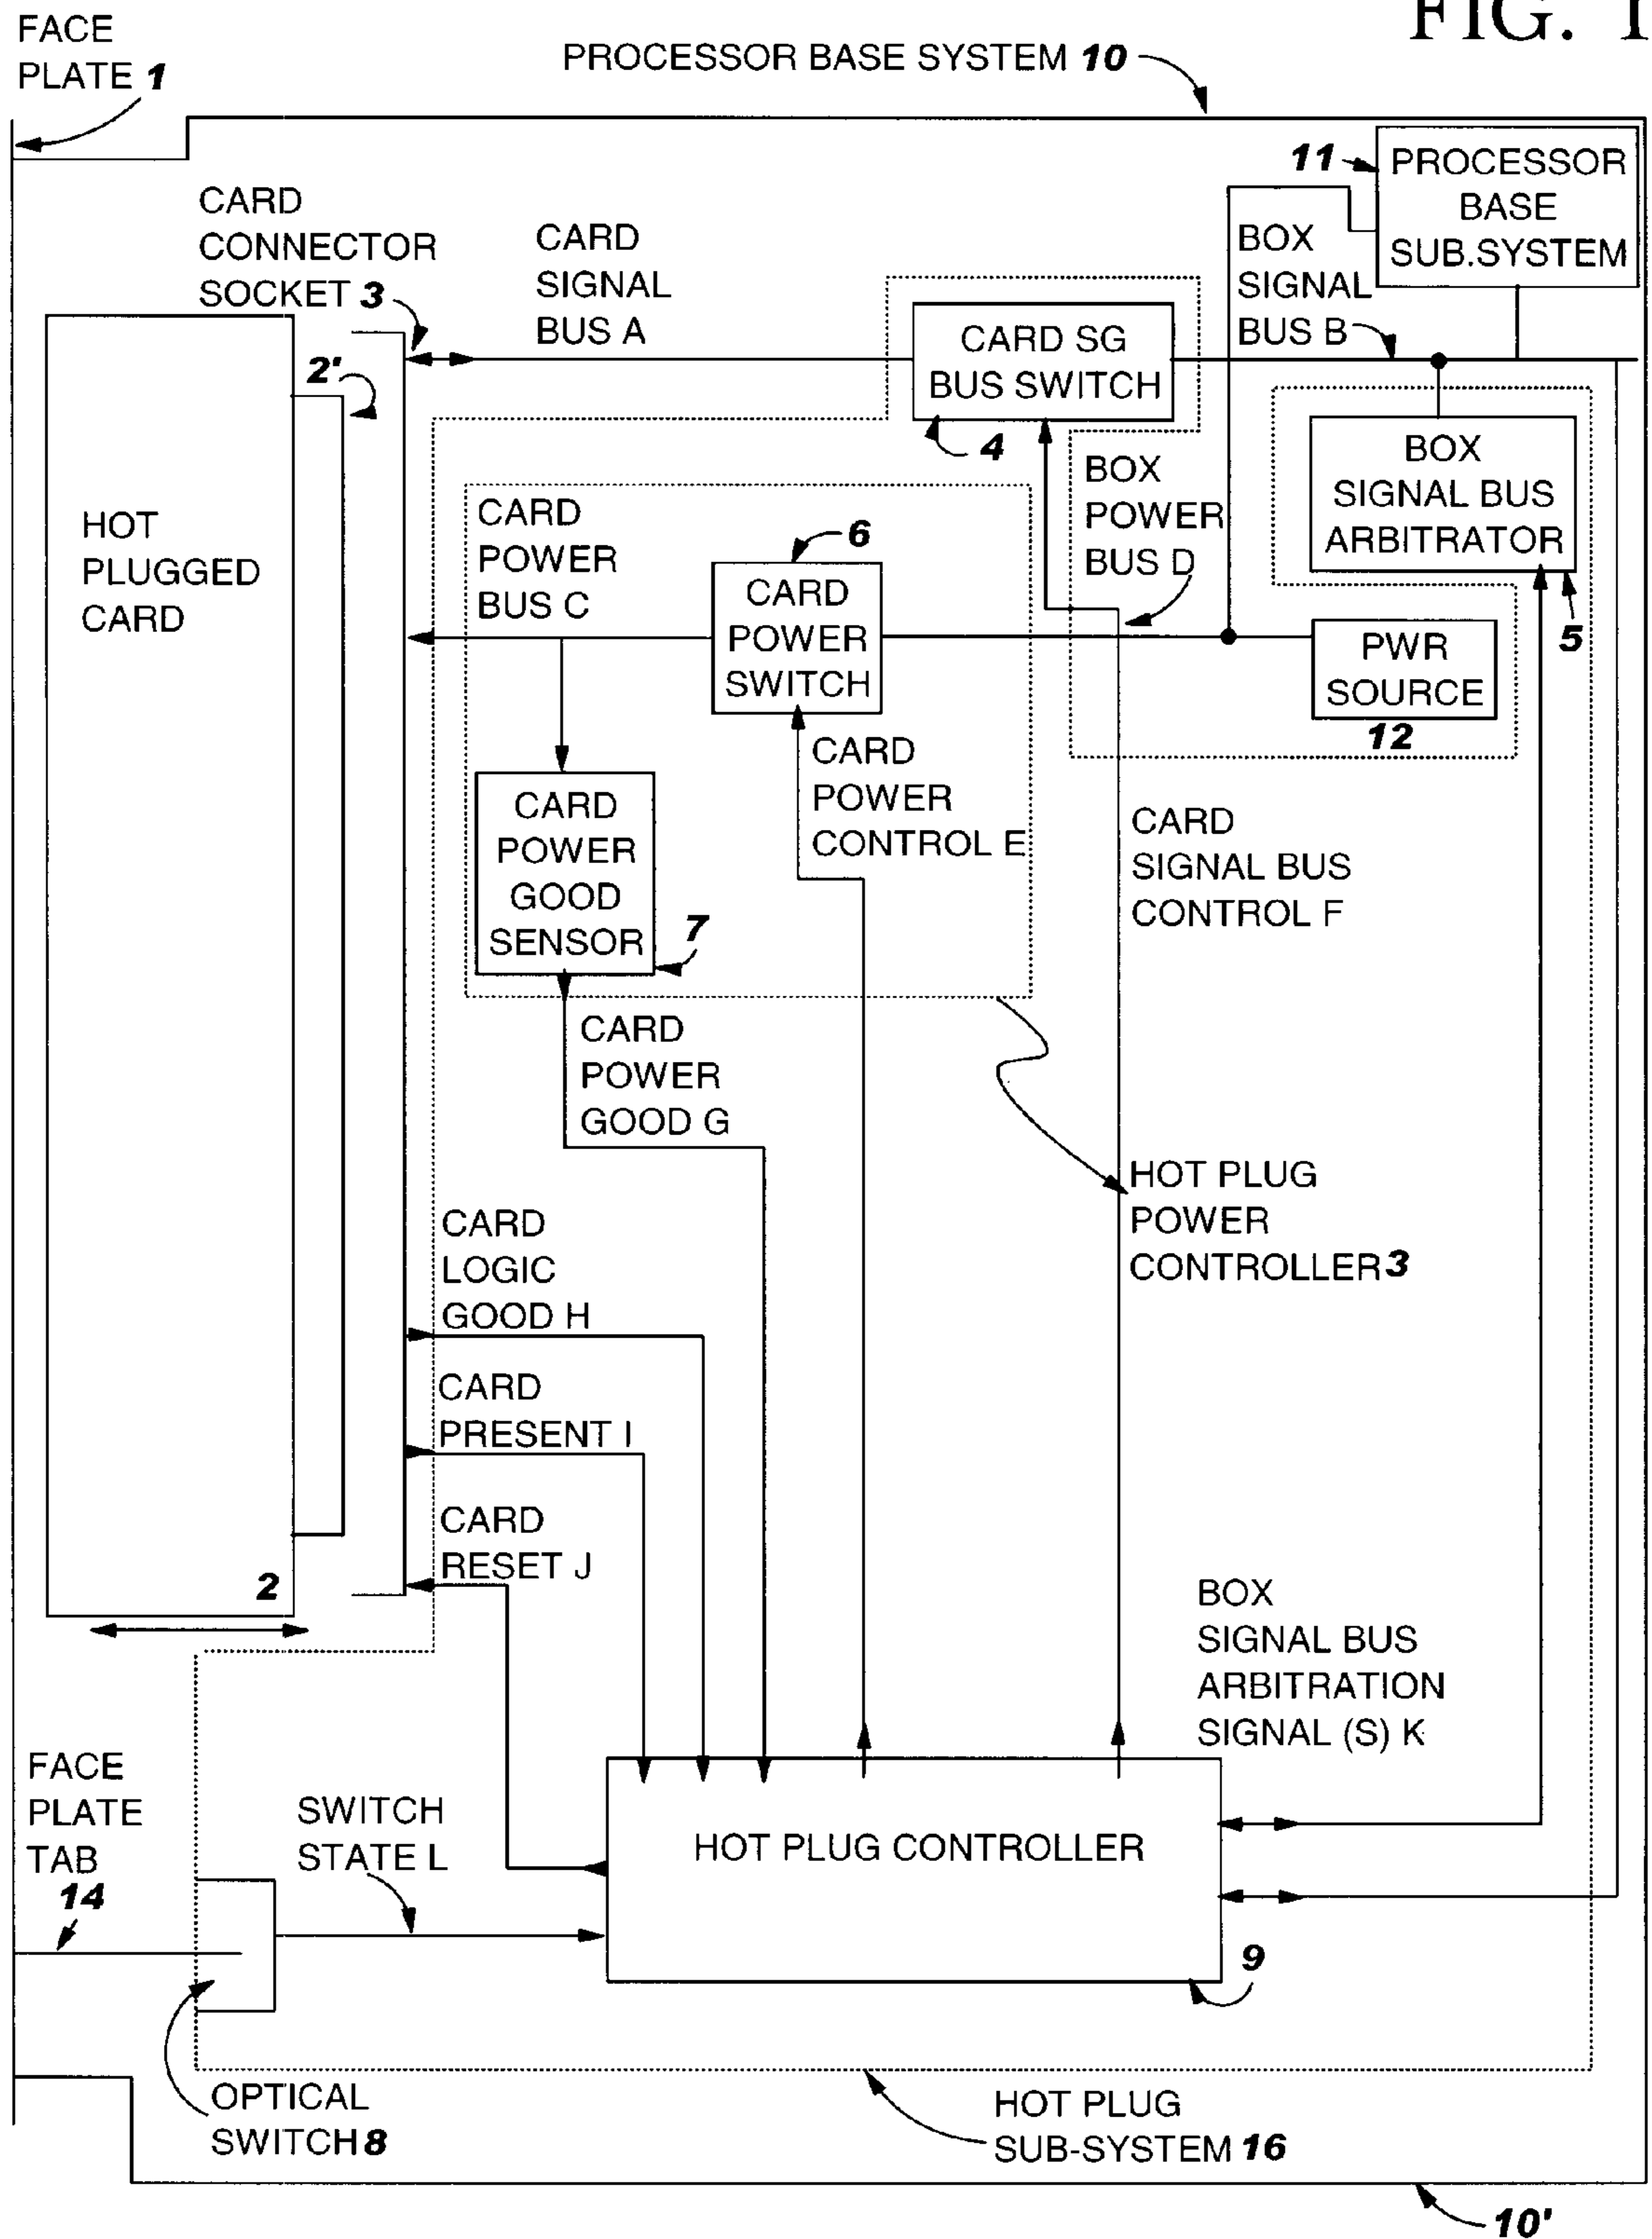 FIG. 1
FACE
PLATE 1
PROCESSOR BASE SYSTEM 10
11
PROCESSOR
BASE
SUB.SYSTEM
CARD
CONNECTOR
SOCKET 3
CARD
SIGNAL
BUS A
BOX
SIGNAL
BUS B
2'
CARD SG
BUS SWITCH
4
BOX
SIGNAL BUS
ARBITRATOR
5
HOT
PLUGGED
CARD
CARD
POWER
BUS C
6
CARD
POWER
SWITCH
BOX
POWER
BUS D
PWR
SOURCE
12
CARD
POWER
GOOD
SENSOR
7
CARD
POWER
CONTROL E
CARD
SIGNAL BUS
CONTROL F
CARD
POWER
GOOD G
HOT PLUG
POWER
CONTROLLER 3
CARD
LOGIC
GOOD H
CARD
PRESENT I
CARD
RESET J
2
BOX
SIGNAL BUS
ARBITRATION
SIGNAL (S) K
FACE
PLATE
TAB
14
SWITCH
STATE L
HOT PLUG CONTROLLER
9
OPTICAL
SWITCH 8
HOT PLUG
SUB-SYSTEM 16
10'